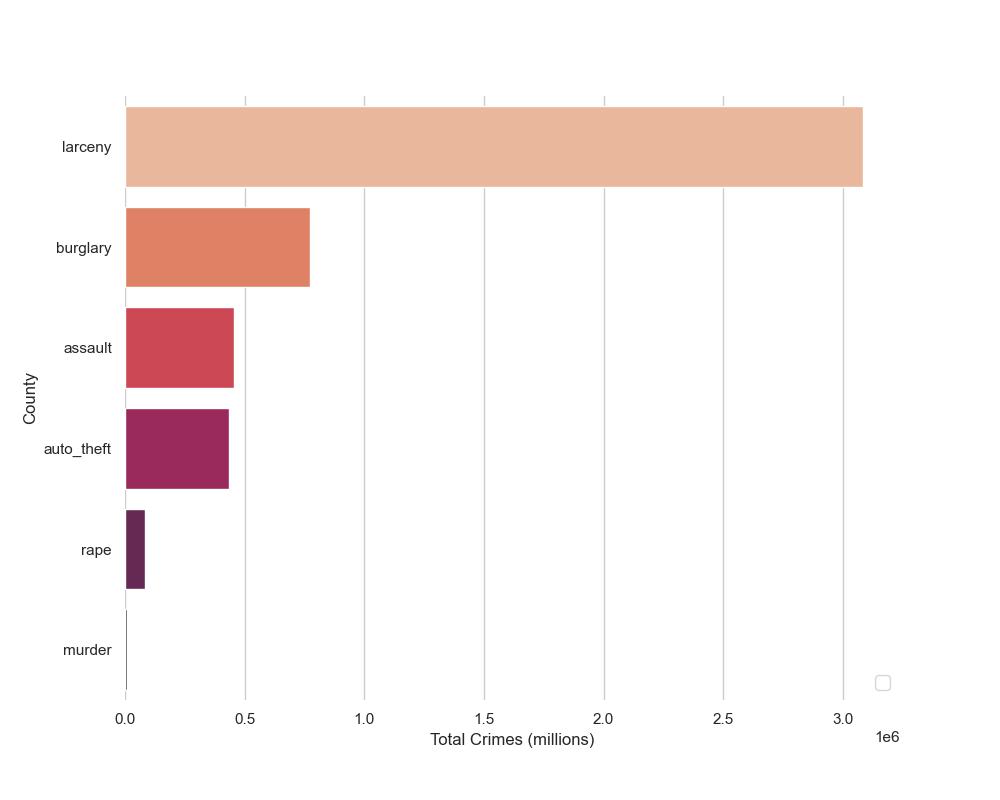 larceny
burglary
assault
auto_theft
rape
murder
County
0.0 0.5 1.0 1.5 2.0 2.5 3.0
1e6
Total Crimes (millions)